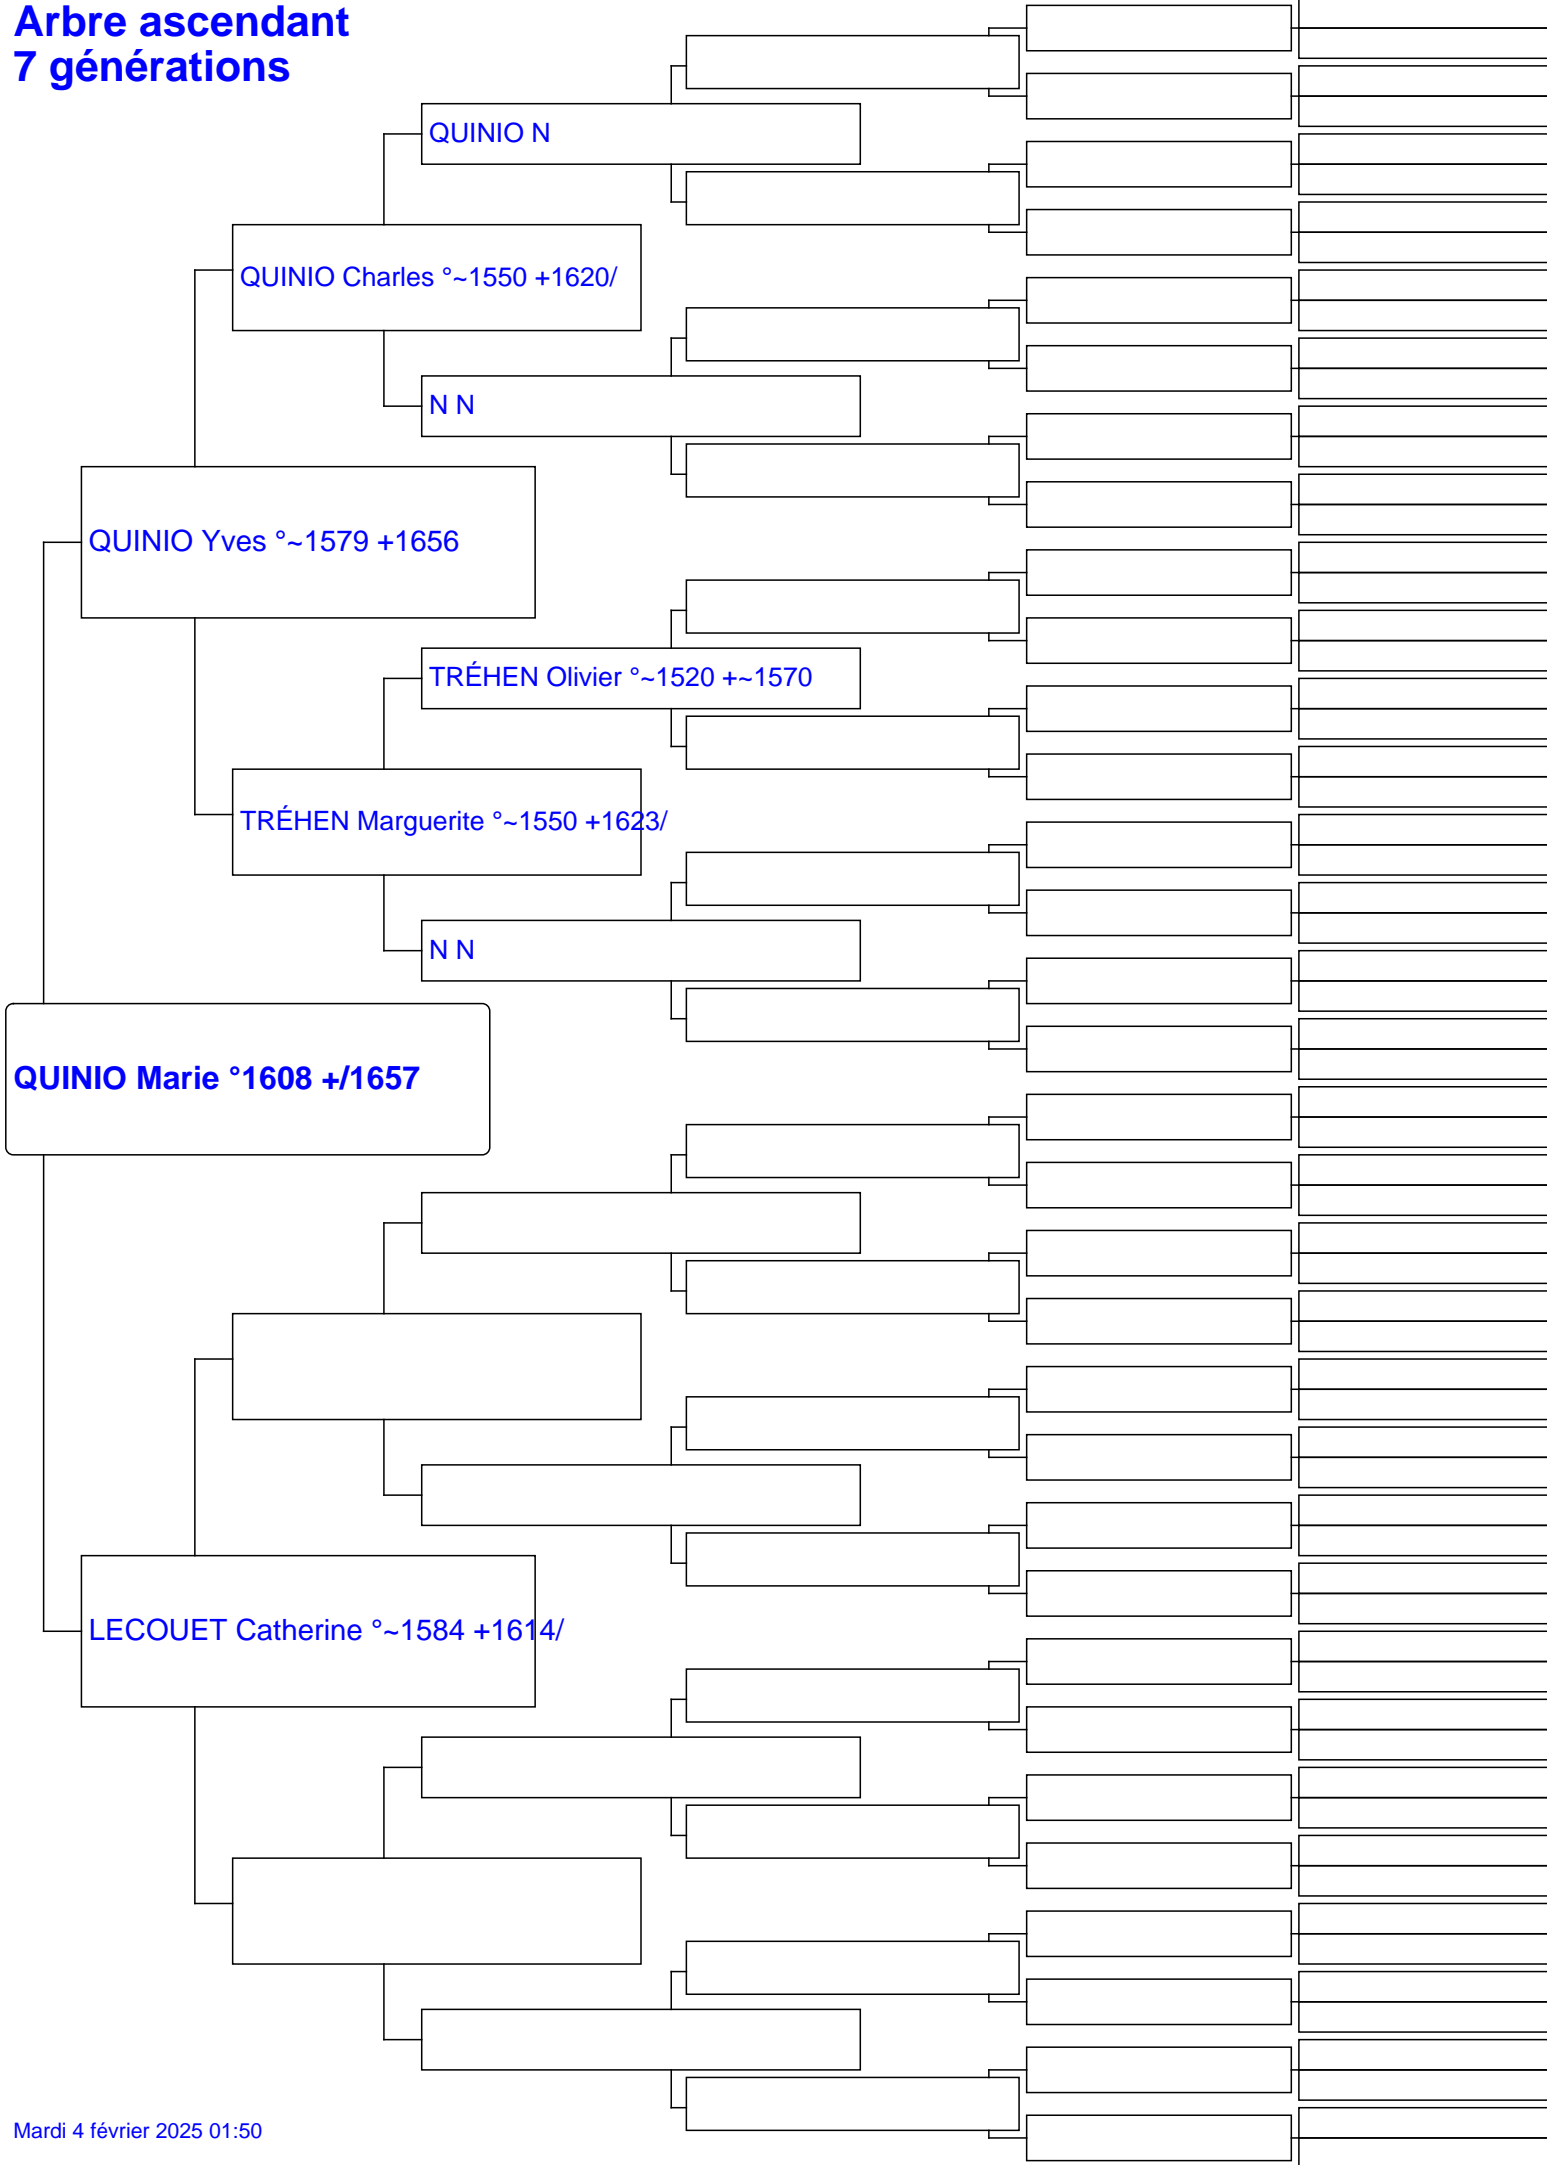 Arbre ascendant
7 générations
QUINIO N
QUINIO Charles °~1550 +1620/
N N
QUINIO Yves °~1579 +1656
TRÉHEN Olivier °~1520 +~1570
TRÉHEN Marguerite °~1550 +1623/
N N
QUINIO Marie °1608 +/1657
LECOUET Catherine °~1584 +1614/
Mardi 4 février 2025 01:50